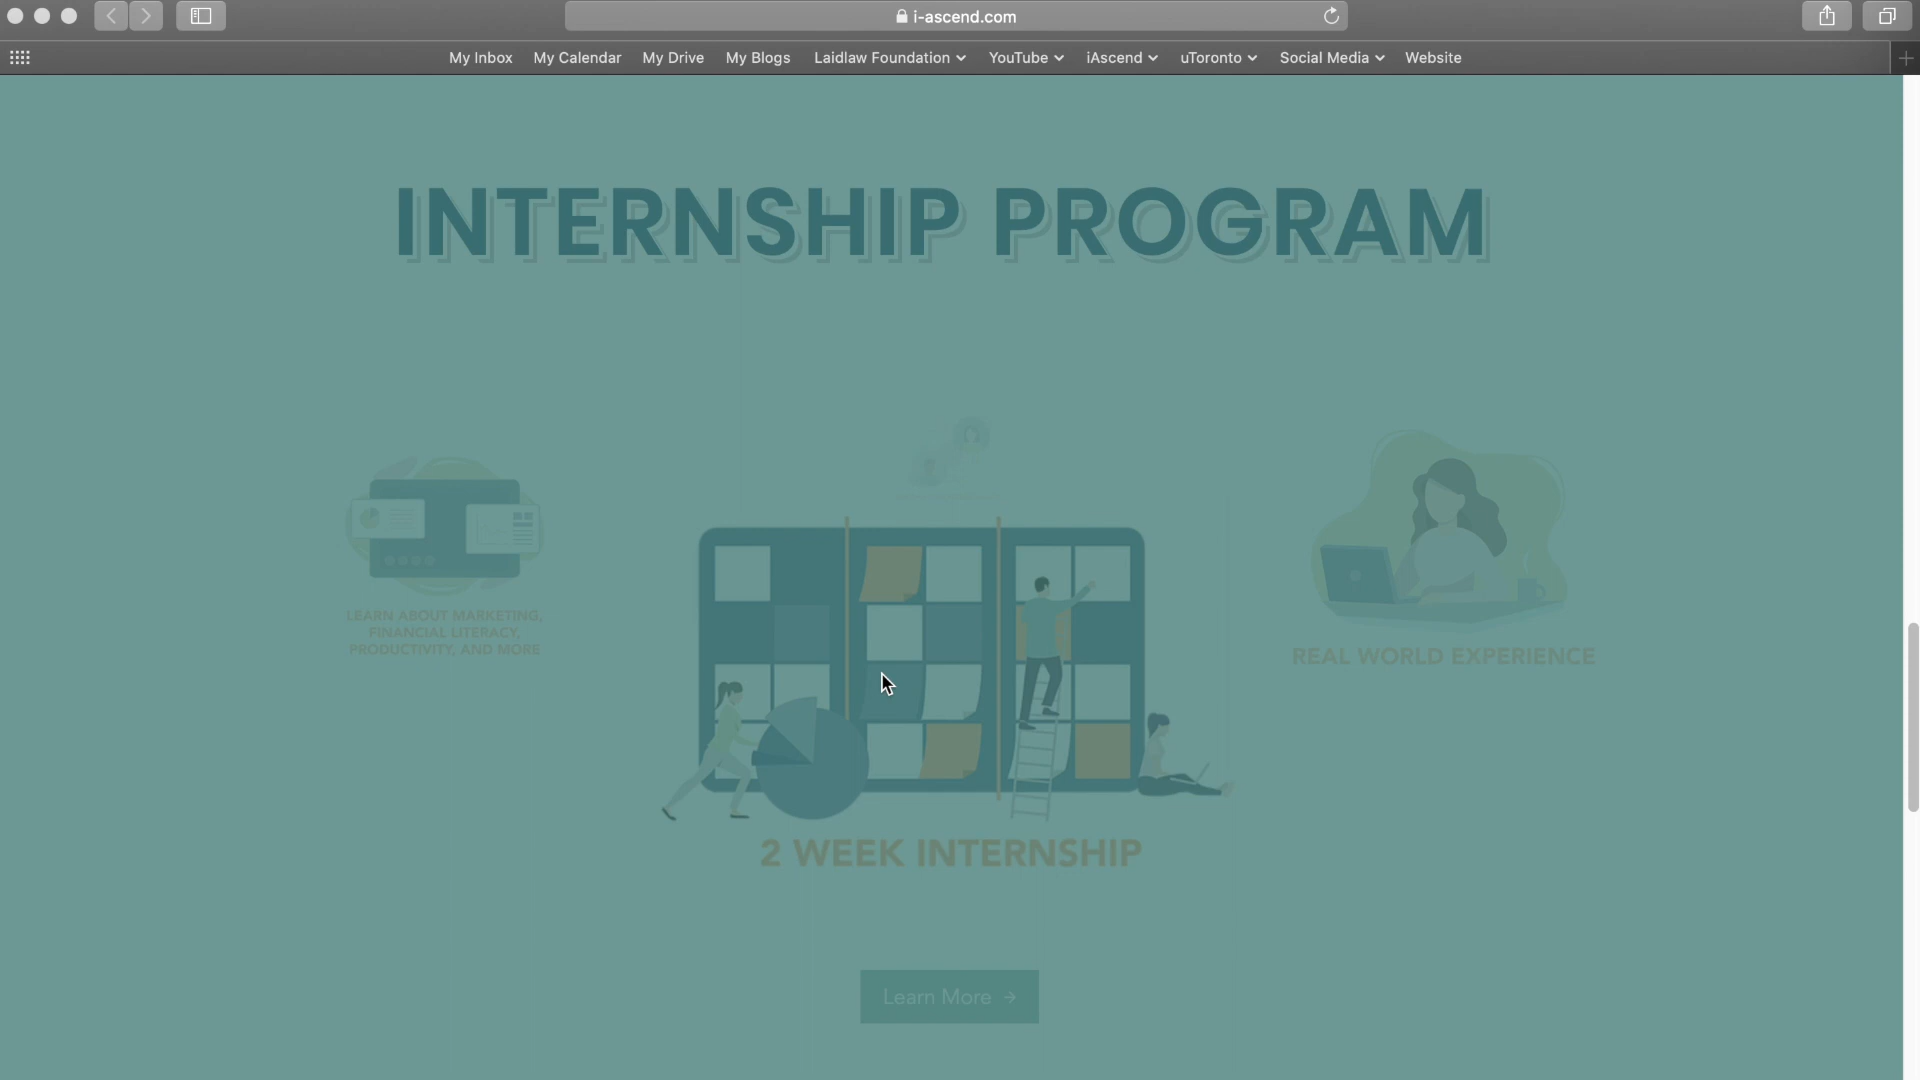 i-ascend.com
My Inbox My Calendar My Drive My Blogs Laidlaw Foundation YouTube iAscend uToronto Social Media Website
INTERNSHIP PROGRAM
LEARN ABOUT MARKETING,
FINANCIAL LITERACY,
PRODUCTIVITY, AND MORE
REAL WORLD EXPERIENCE
2 WEEK INTERNSHIP
Learn More →